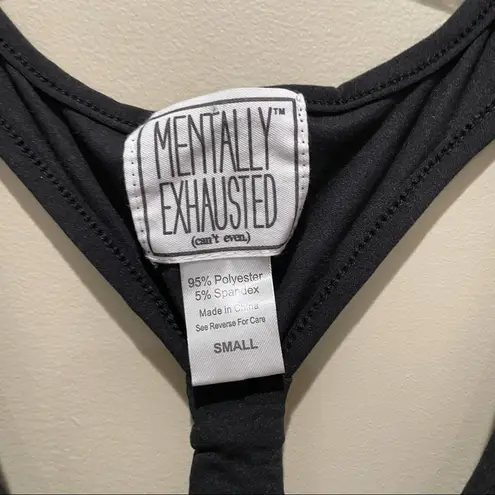 MENTALLY™
EXHAUSTED
(can't even.)
95% Polyester
5% Spandex
Made in China
See Reverse For Care
SMALL